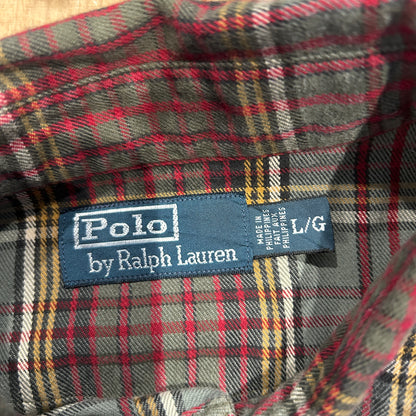 Polo
by Ralph Lauren
MADE IN
PHILIPPINES
FAIT AUX
PHILIPPINES
L/G